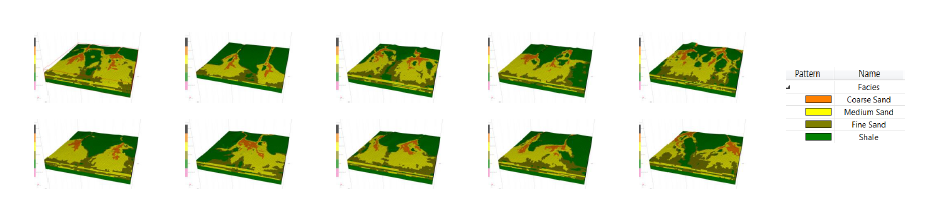 Pattern Name
Facies
Coarse Sand
Medium Sand
Fine Sand
Shale